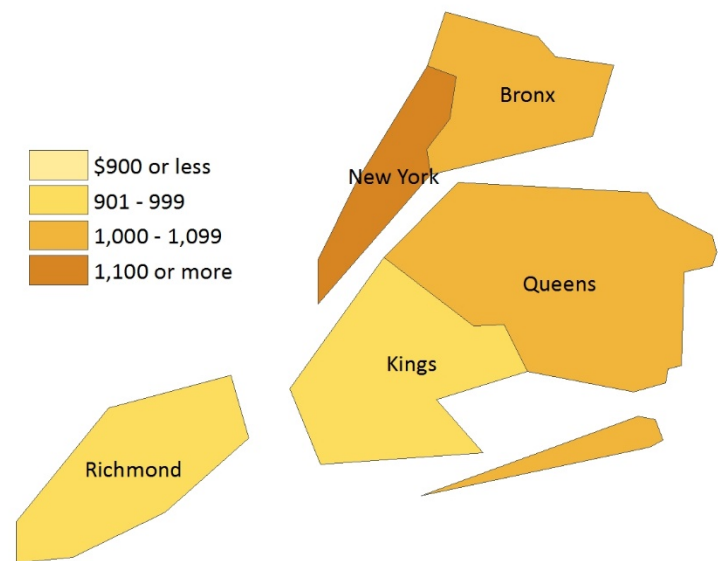 Bronx
$900 or less
901 - 999
1,000 - 1,099
1,100 or more
New York
Queens
Kings
Richmond